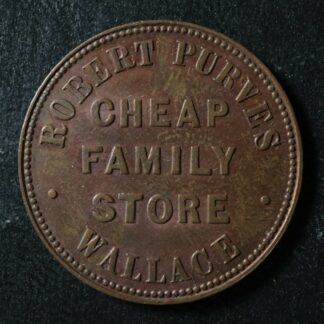 ROBERT PURVES
CHEAP
FAMILY
STORE
WALLACE